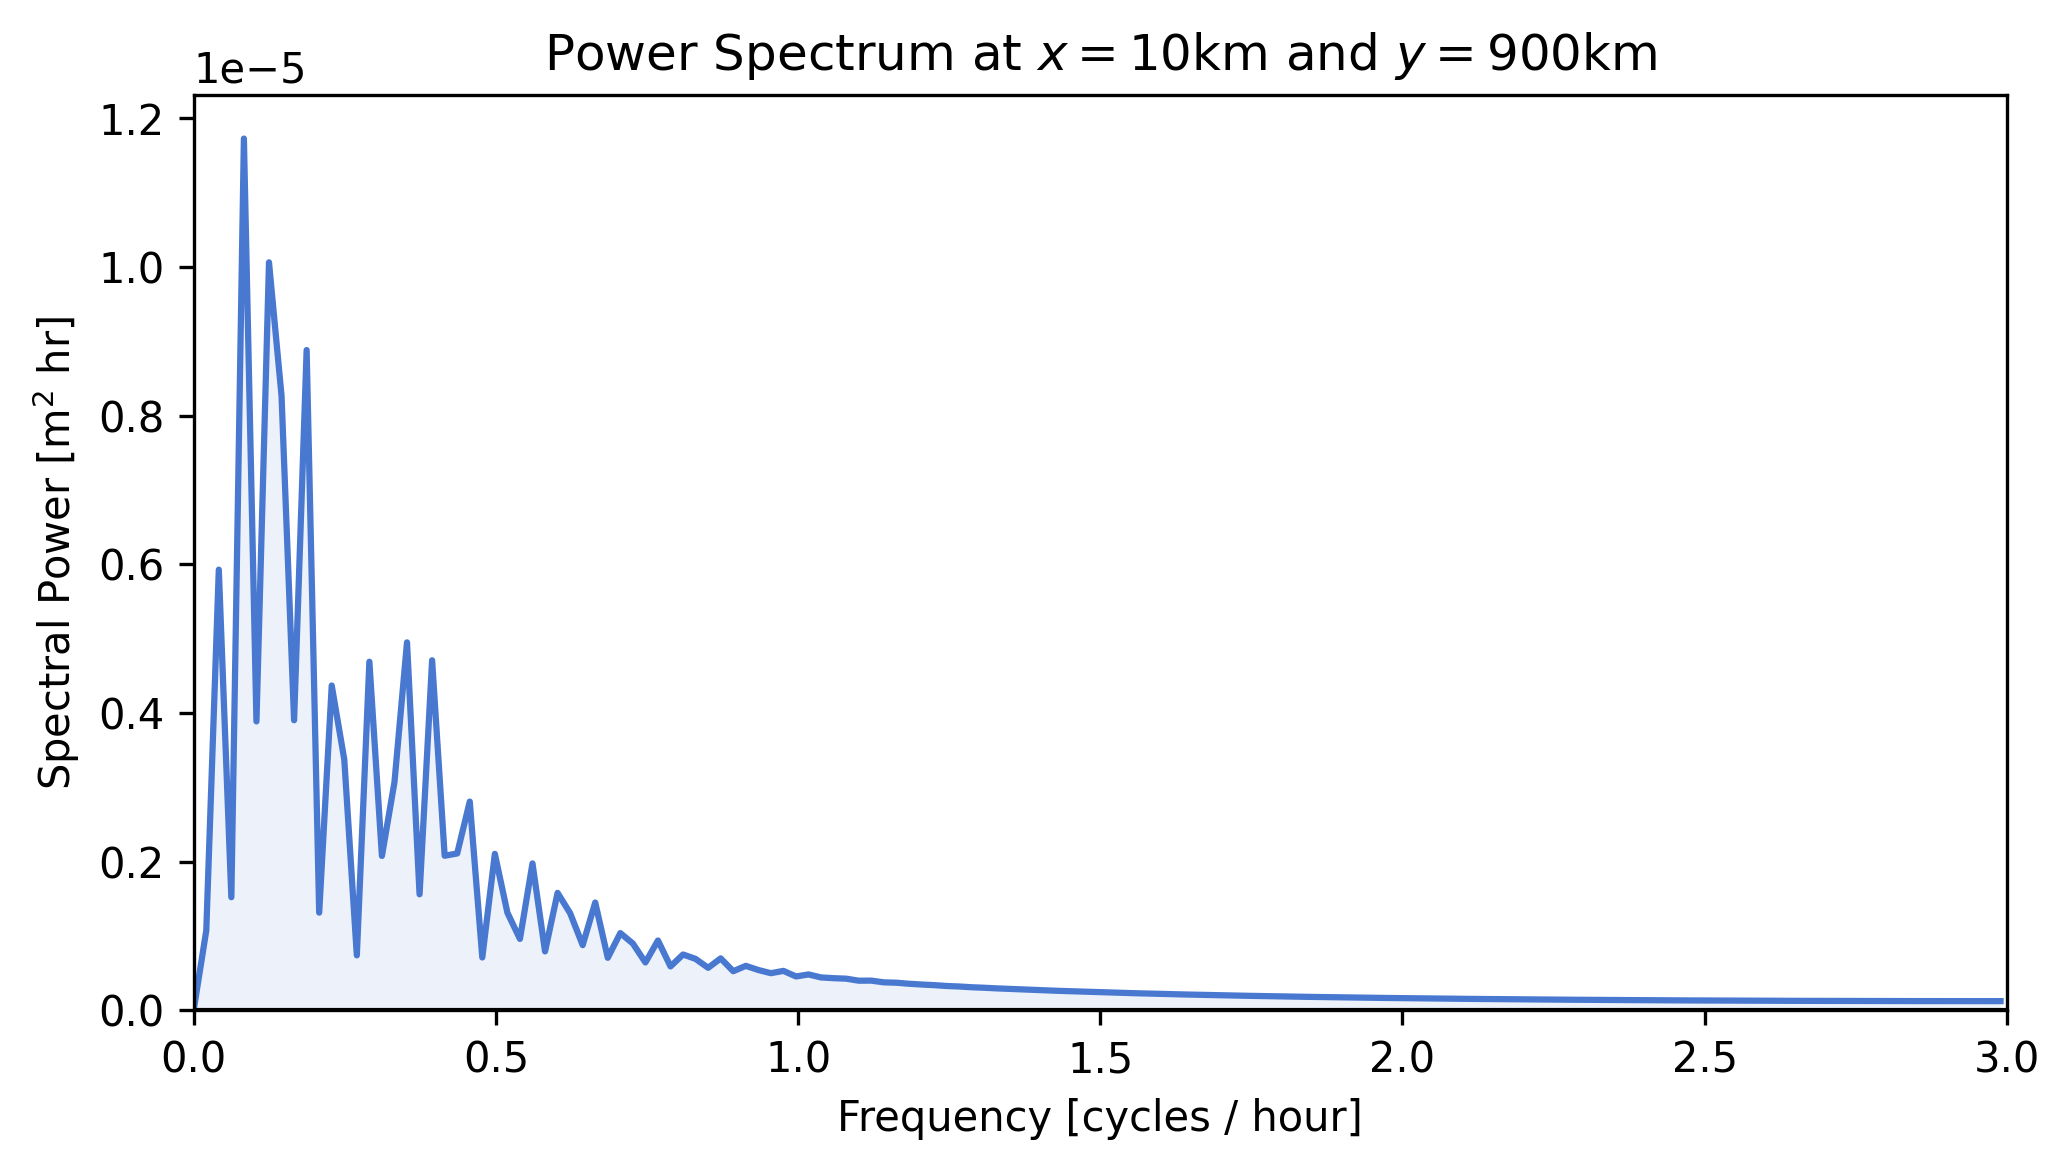 Power Spectrum at x = 10km and y = 900km
1e−5
1.2
1.0
0.8
0.6
0.4
0.2
0.0
Spectral Power [m² hr]
0.0 0.5 1.0 1.5 2.0 2.5 3.0
Frequency [cycles / hour]